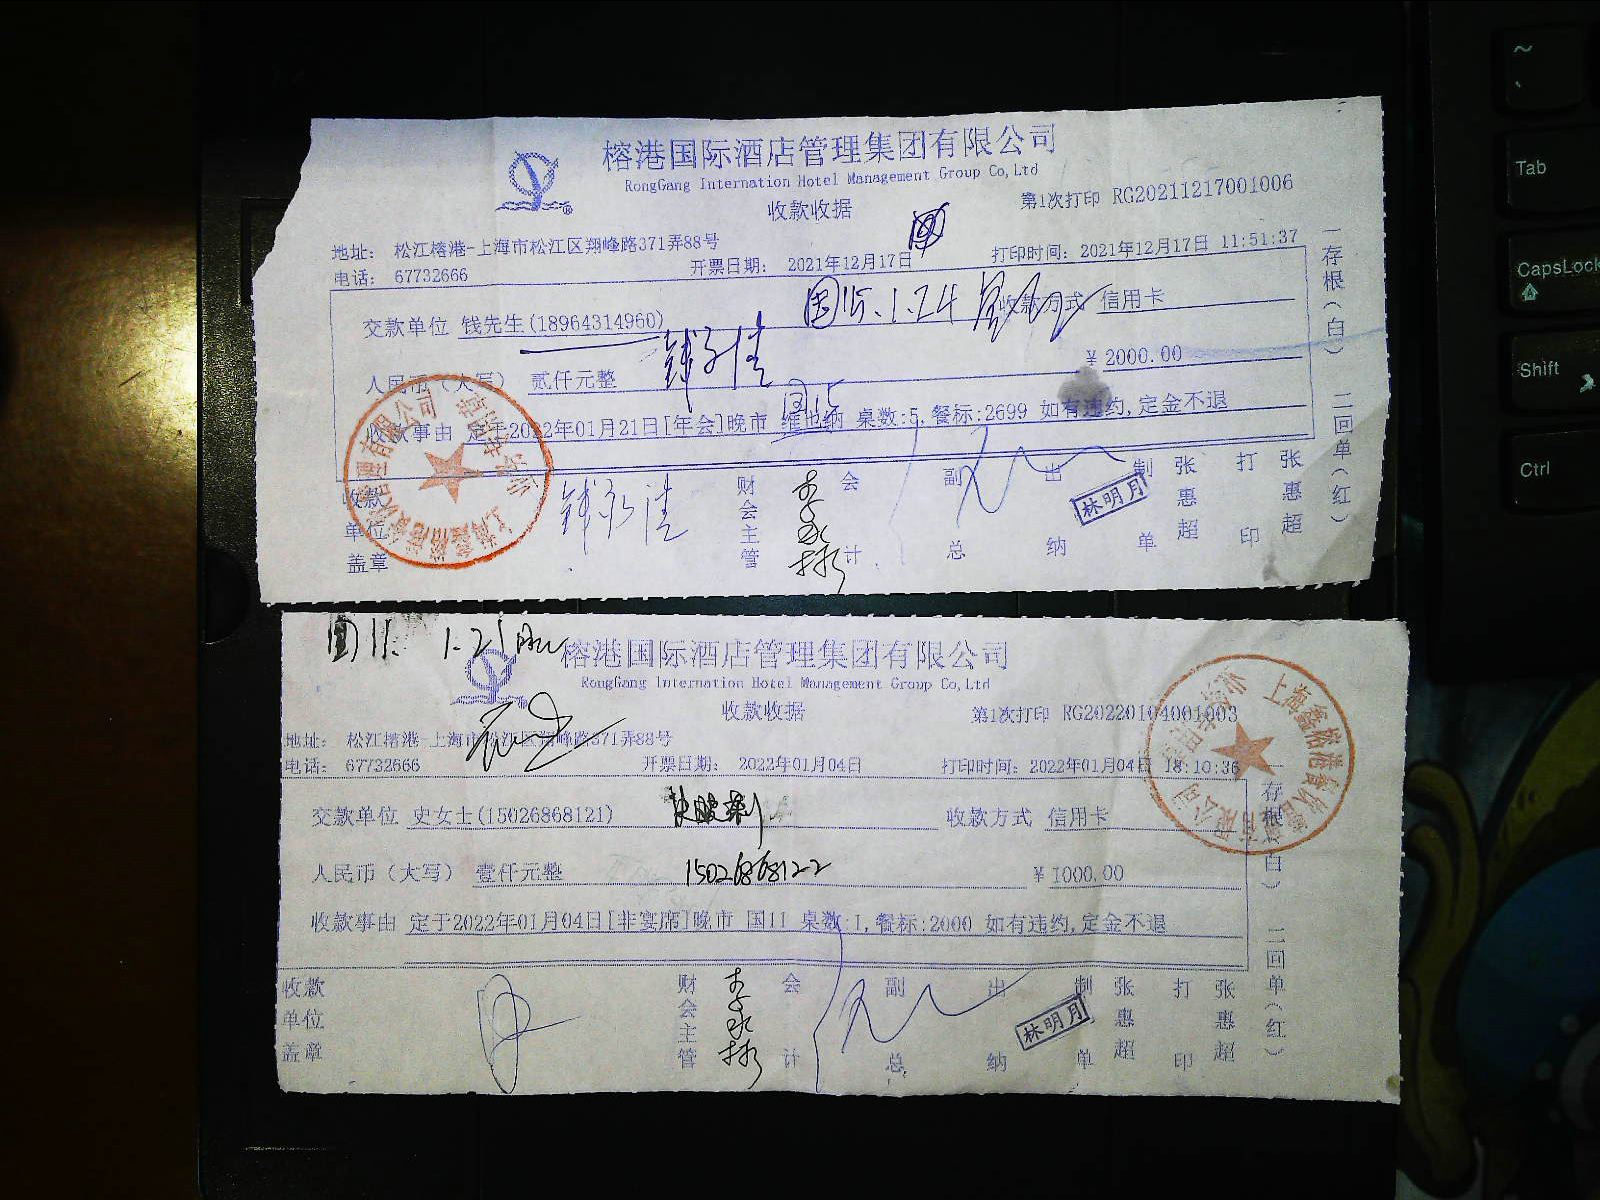 榕港国际酒店管理集团有限公司
RongGang Internation Hotel Management Group Co,Ltd
收款收据
第1次打印 RG20211217001006
地址： 松江榕港-上海市松江区翔峰路371弄88号
电话： 67732666
开票日期： 2021年12月17日
打印时间：2021年12月17日 11:51:37
国15. 1.24
收款方式 信用卡
交款单位 钱先生(18964314960)
人民币（大写） 贰仟元整
￥2000.00
国15
收款事由 定于2022年01月21日[年会]晚市 维也纳 桌数:5,餐标:2699 如有违约,定金不退
收款单位盖章
财会主管
会计
副总
出纳
林明月
制单
张惠超
打印
张惠超
一存根(白) 二回单(红)
国11. 1.21
榕港国际酒店管理集团有限公司
RongGang Internation Hotel Management Group Co,Ltd
收款收据
第1次打印 RG20220104001003
地址： 松江榕港-上海市松江区翔峰路371弄88号
电话： 67732666
开票日期： 2022年01月04日
打印时间：2022年01月04日 18:10:36
交款单位 史女士(15026868121)
收款方式 信用卡
15026868122
人民币（大写） 壹仟元整
￥1000.00
收款事由 定于2022年01月04日[非宴席]晚市 国11 桌数:1,餐标:2000 如有违约,定金不退
收款单位盖章
财会主管
会计
副总
出纳
林明月
制单
张惠超
打印
张惠超
一存根(白) 二回单(红)
~
Tab
CapsLock
Shift
Ctrl